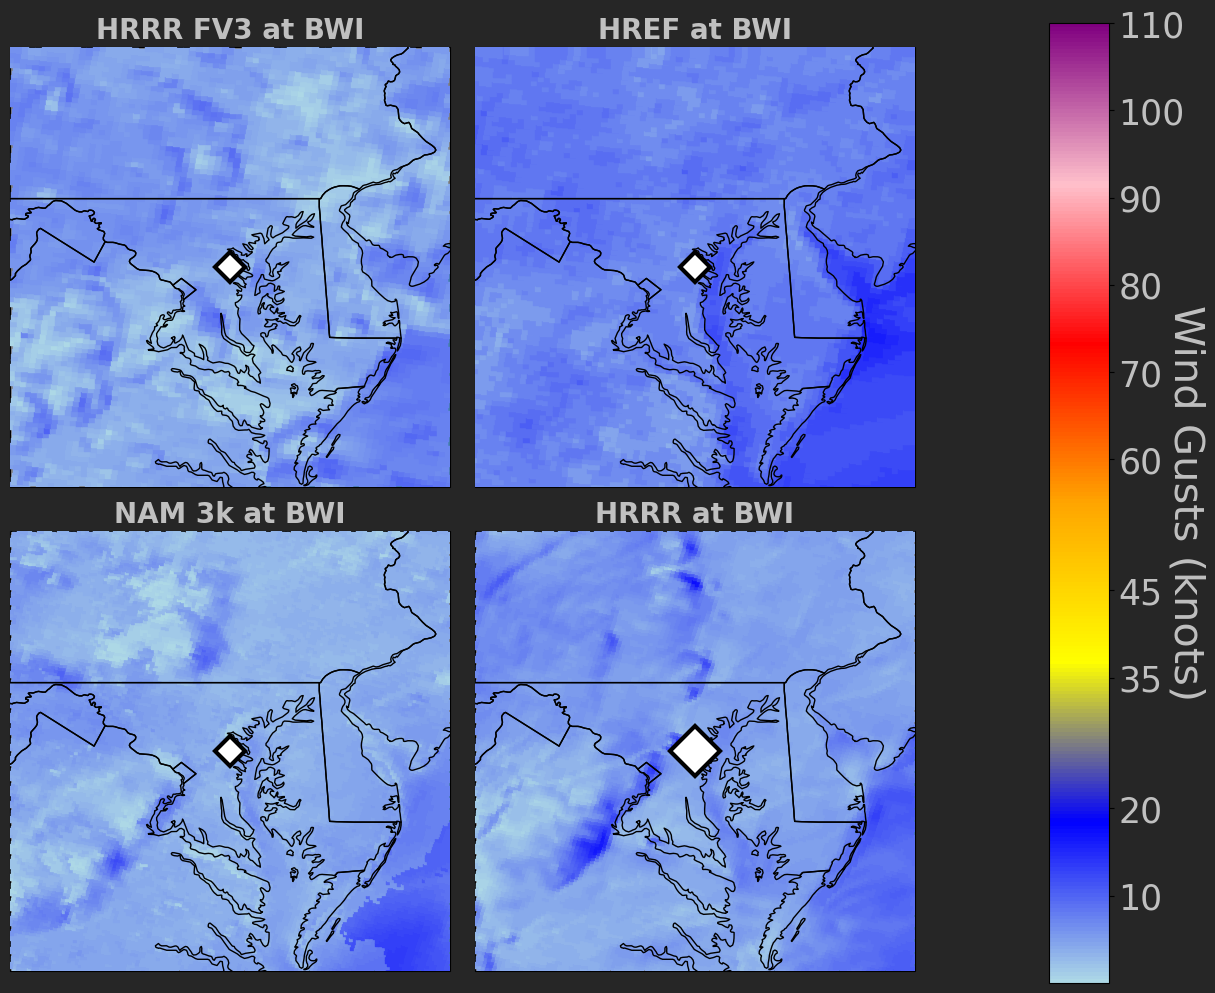 HRRR FV3 at BWI
HREF at BWI
NAM 3k at BWI
HRRR at BWI
110
100
90
80
70
60
45
35
20
10
Wind Gusts (knots)